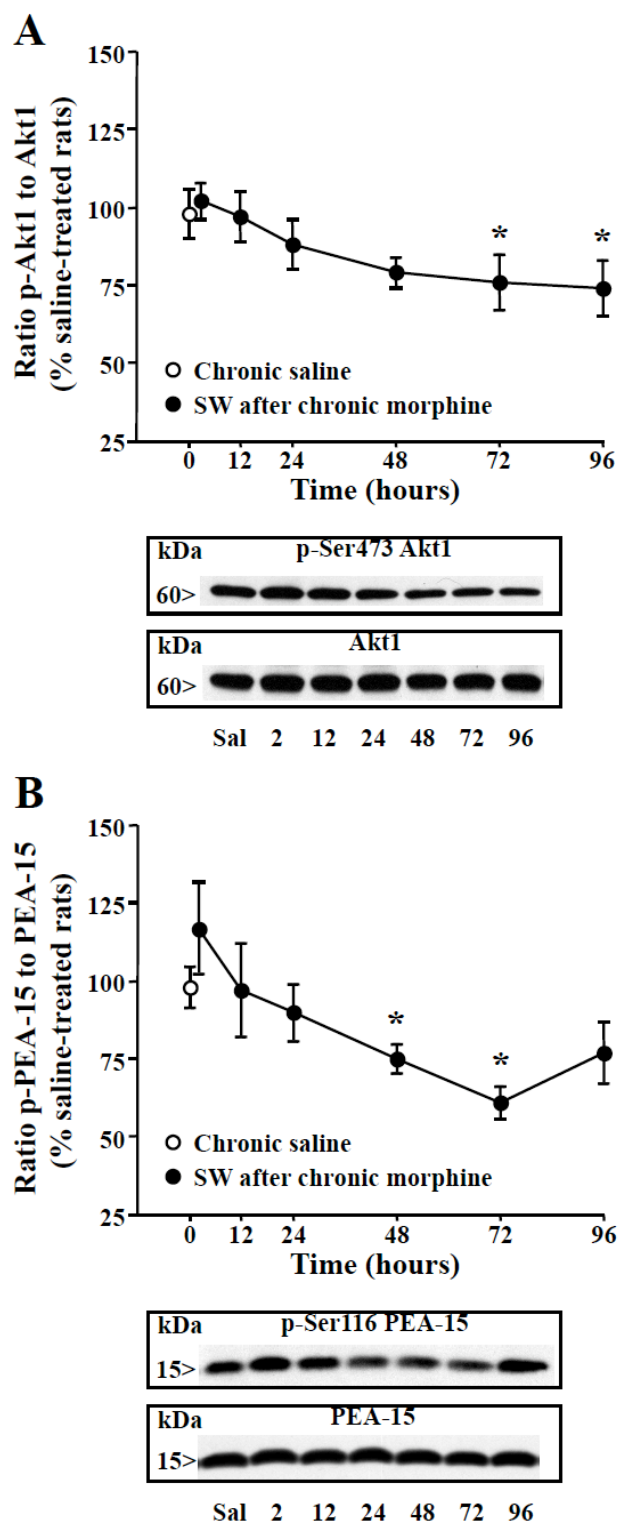 A
Ratio p-Akt1 to Akt1
(% saline-treated rats)
150
125
100
75
50
25
Chronic saline
SW after chronic morphine
0 12 24 48 72 96
* *
Time (hours)
kDa p-Ser473 Akt1
60>
kDa Akt1
60>
Sal 2 12 24 48 72 96
B
Ratio p-PEA-15 to PEA-15
(% saline-treated rats)
150
125
100
75
50
25
* *
Chronic saline
SW after chronic morphine
0 12 24 48 72 96
Time (hours)
kDa p-Ser116 PEA-15
15>
kDa PEA-15
15>
Sal 2 12 24 48 72 96